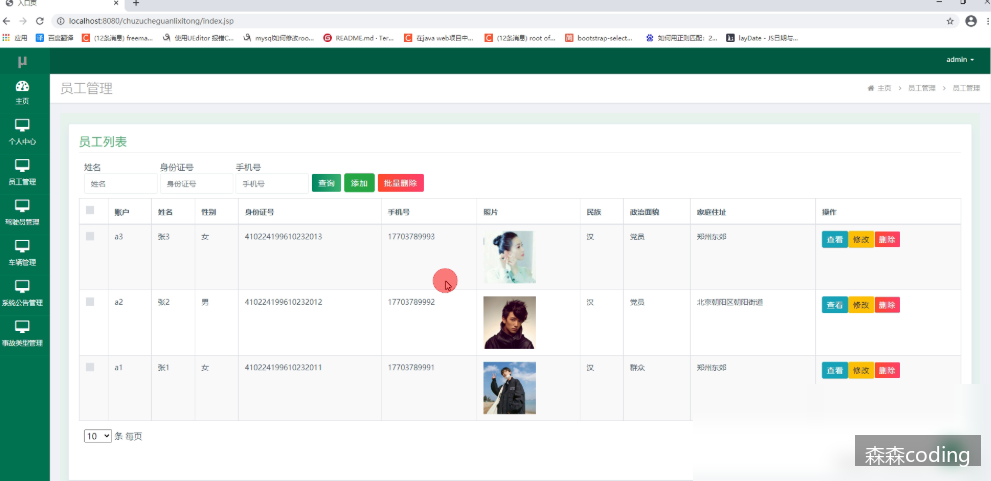 入口页
localhost:8080/chuzucheguanlixitong/index.jsp
应用 百度翻译 (12条消息) freema... 使用UEditor 报错C... mysql如何修改roo... README.md · Ter... 在java web项目中... (12条消息) root of... bootstrap-select... 如何用正则匹配：2... layDate - JS日期与...
μ
admin
主页
个人中心
员工管理
驾驶员管理
车辆管理
系统公告管理
事故类型管理
员工管理
主页 > 员工管理 > 员工管理
员工列表
姓名 身份证号 手机号
姓名 身份证号 手机号 查询 添加 批量删除
账户 姓名 性别 身份证号 手机号 照片 民族 政治面貌 家庭住址 操作
a3 张3 女 410224199610232013 17703789993 汉 党员 郑州东郊 查看 修改 删除
a2 张2 男 410224199610232012 17703789992 汉 党员 北京朝阳区朝阳街道 查看 修改 删除
a1 张1 女 410224199610232011 17703789991 汉 群众 郑州东郊 查看 修改 删除
10 条 每页
森森coding